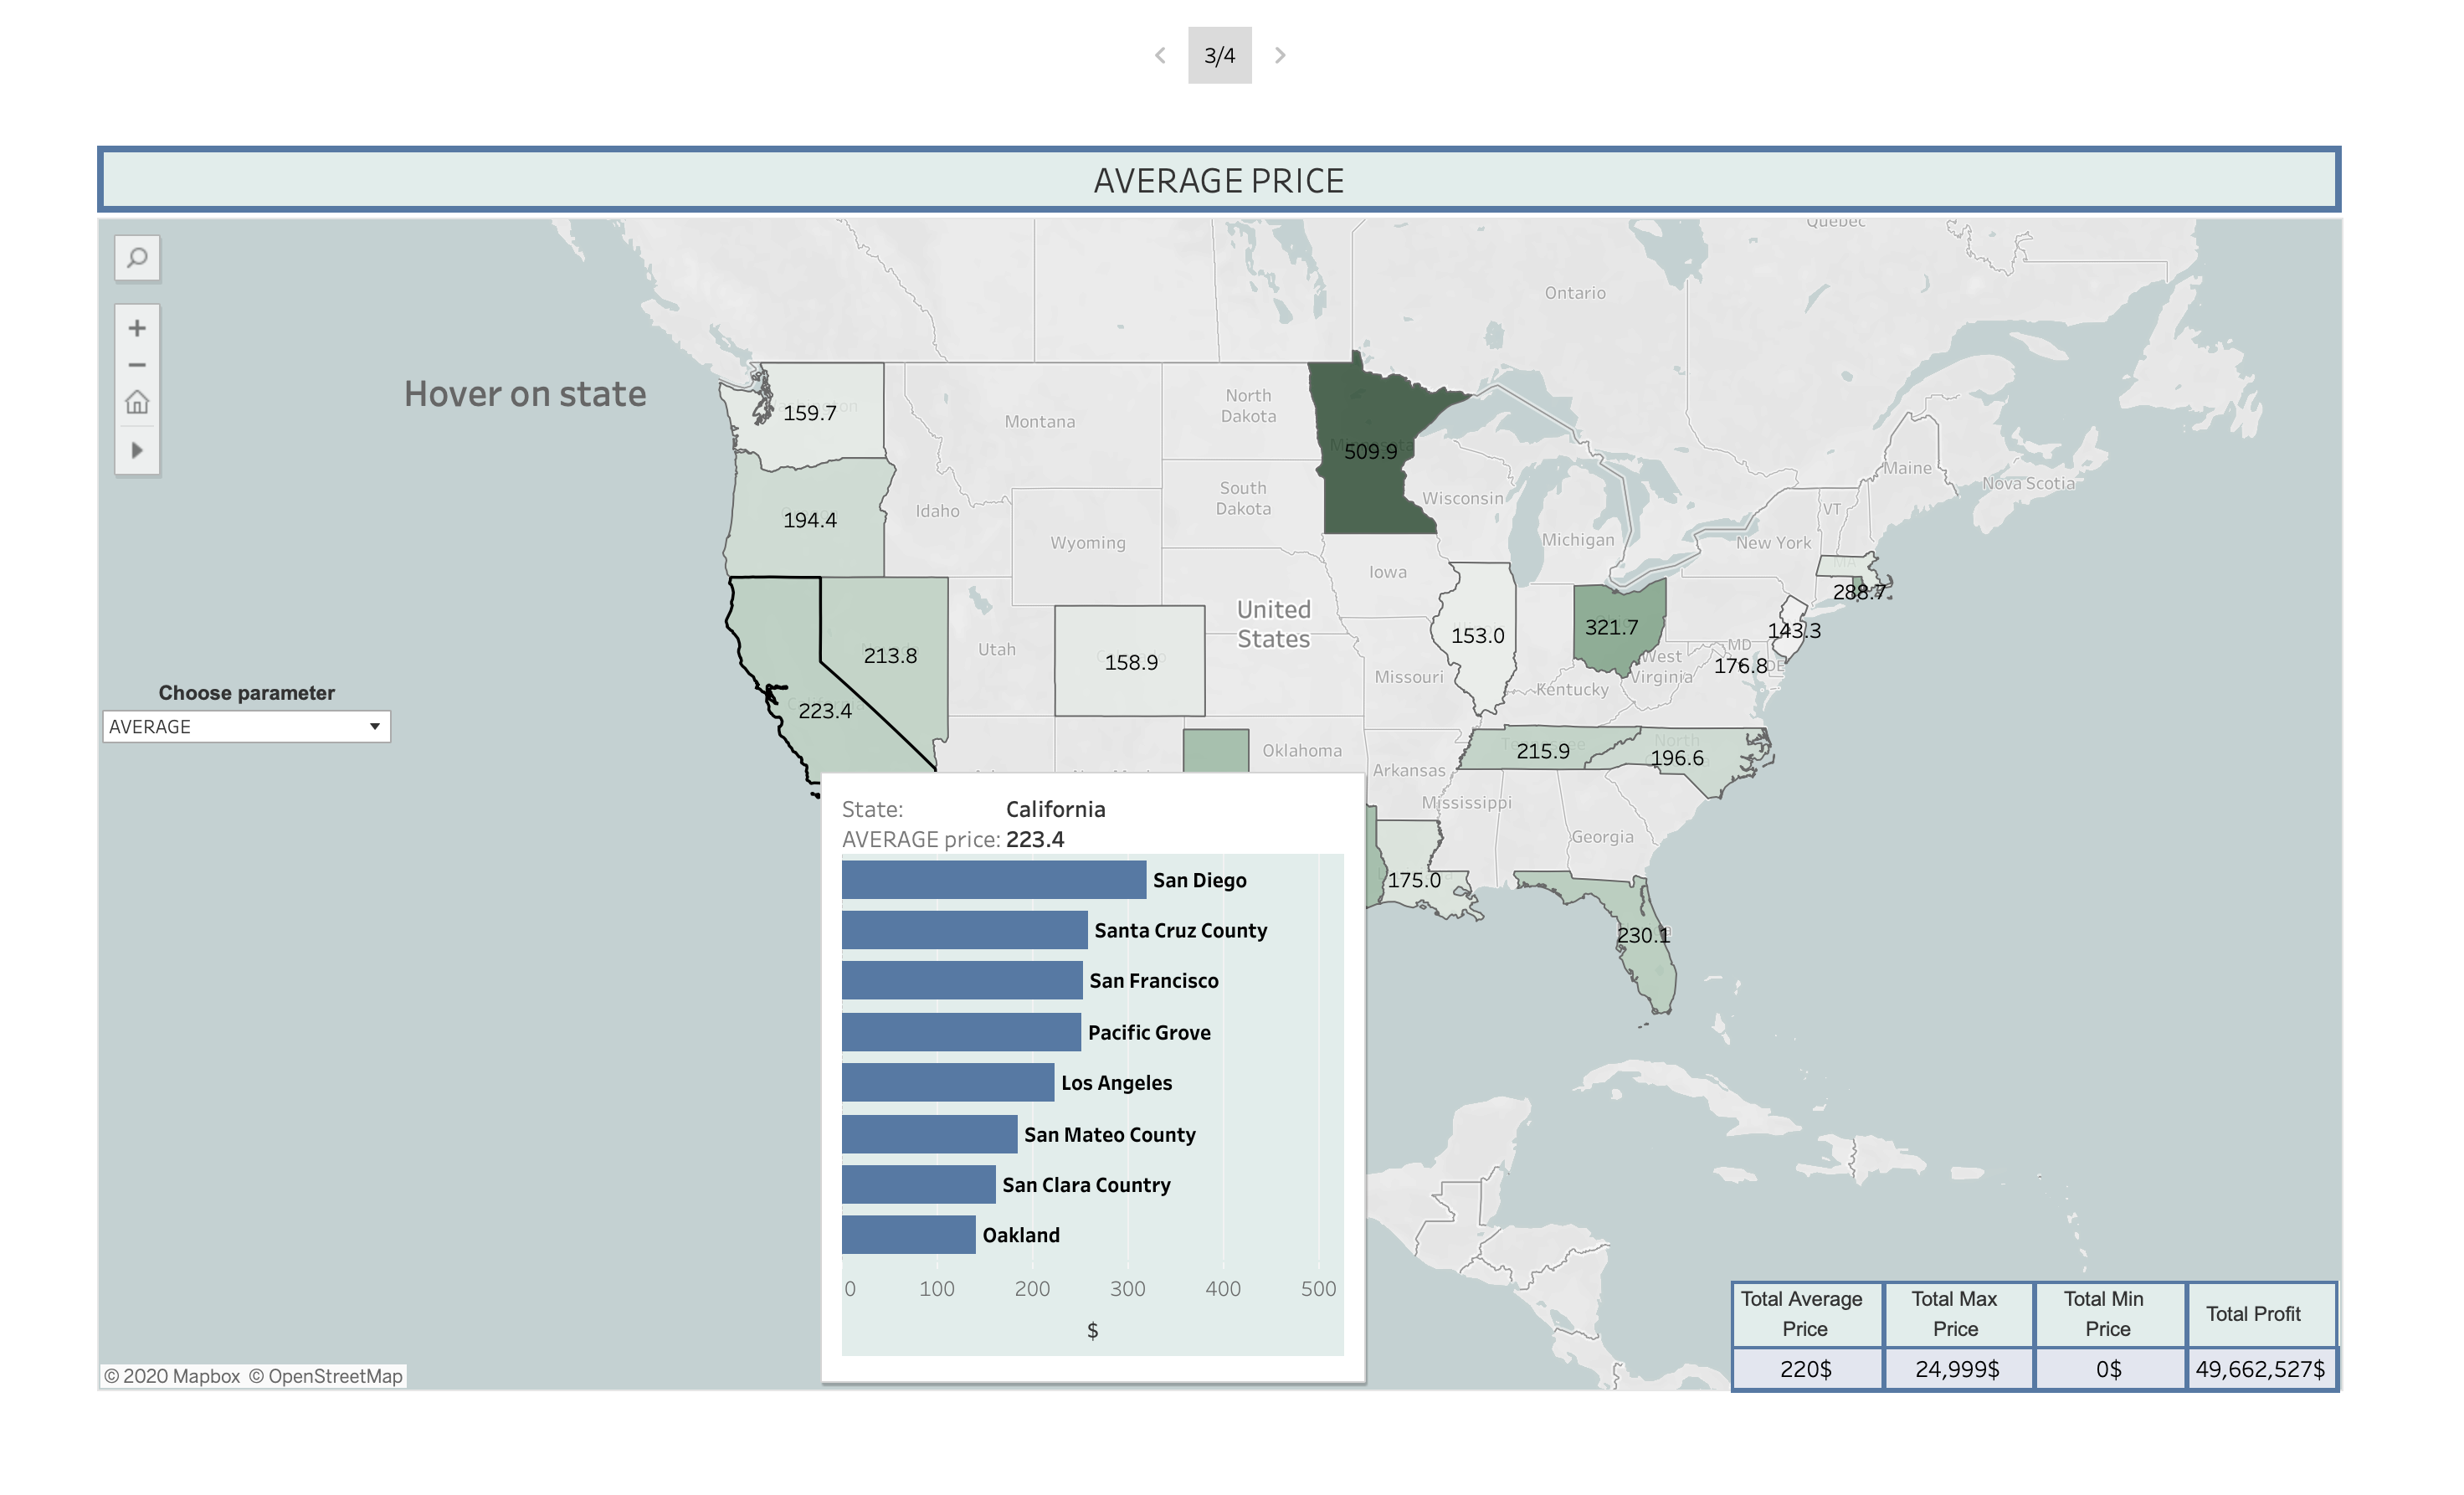 3/4
AVERAGE PRICE
Quebec
Ontario
Hover on state
159.7
Montana
North
Dakota
Minnesota
509.9
Maine
Nova Scotia
South
Dakota
Wisconsin
VT
194.4
Idaho
Wyoming
Michigan
New York
MA
288.7
Iowa
United
States
213.8
Utah
158.9
153.0
321.7
143.3
MD
176.8
DE
West
Virginia
Missouri
Kentucky
Choose parameter
AVERAGE
223.4
Oklahoma
Tennessee
215.9
North
196.6
Arkansas
Mississippi
Georgia
175.0
230.1
State: California
AVERAGE price: 223.4
San Diego
Santa Cruz County
San Francisco
Pacific Grove
Los Angeles
San Mateo County
San Clara Country
Oakland
0 100 200 300 400 500
$
Total Average Price
Total Max Price
Total Min Price
Total Profit
220$ 24,999$ 0$ 49,662,527$
© 2020 Mapbox © OpenStreetMap